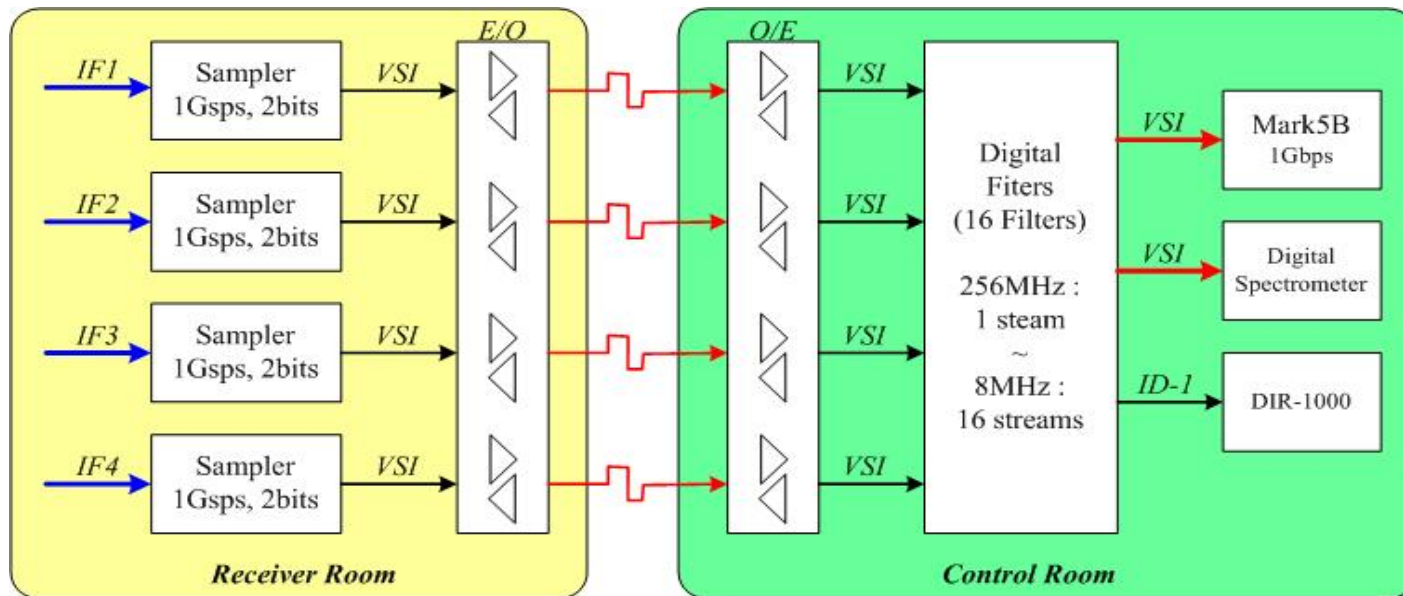 E/O
O/E
IF1
Sampler
1Gsps, 2bits
VSI
VSI
VSI
Mark5B
1Gbps
IF2
Sampler
1Gsps, 2bits
VSI
VSI
Digital
Fiters
(16 Filters)
256MHz :
1 steam
~
8MHz :
16 streams
VSI
Digital
Spectrometer
IF3
Sampler
1Gsps, 2bits
VSI
VSI
ID-1
DIR-1000
IF4
Sampler
1Gsps, 2bits
VSI
VSI
Receiver Room
Control Room